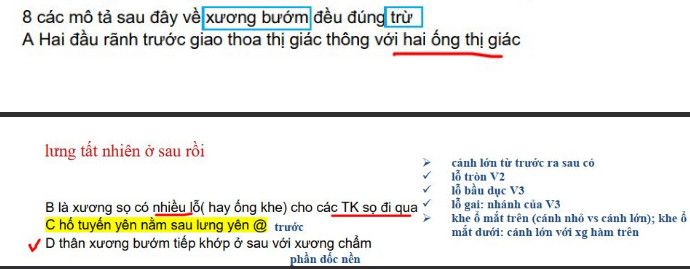 8 các mô tả sau đây về xương bướm đều đúng trừ
A Hai đầu rãnh trước giao thoa thị giác thông với hai ống thị giác
lưng tất nhiên ở sau rồi
B là xương sọ có nhiều lỗ( hay ống khe) cho các TK sọ đi qua
C hố tuyến yên nằm sau lưng yên @ trước
D thân xương bướm tiếp khớp ở sau với xương chẩm
phần dốc nền
cánh lớn từ trước ra sau có
lỗ tròn V2
lỗ bầu dục V3
lỗ gai: nhánh của V3
khe ổ mắt trên (cánh nhỏ vs cánh lớn); khe ổ
mắt dưới: cánh lớn với xg hàm trên